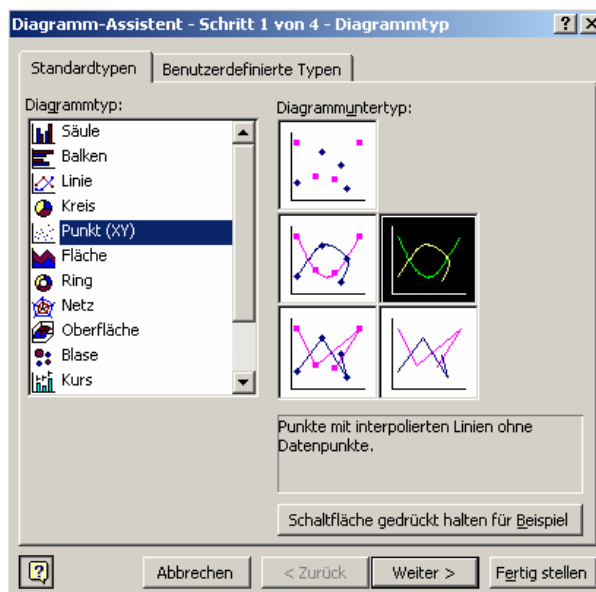 Diagramm-Assistent - Schritt 1 von 4 - Diagrammtyp
Standardtypen
Benutzerdefinierte Typen
Diagrammtyp:
Säule
Balken
Linie
Kreis
Punkt (XY)
Fläche
Ring
Netz
Oberfläche
Blase
Kurs
Diagrammuntertyp:
Punkte mit interpolierten Linien ohne
Datenpunkte.
Schaltfläche gedrückt halten für Beispiel
Abbrechen
< Zurück
Weiter >
Fertig stellen